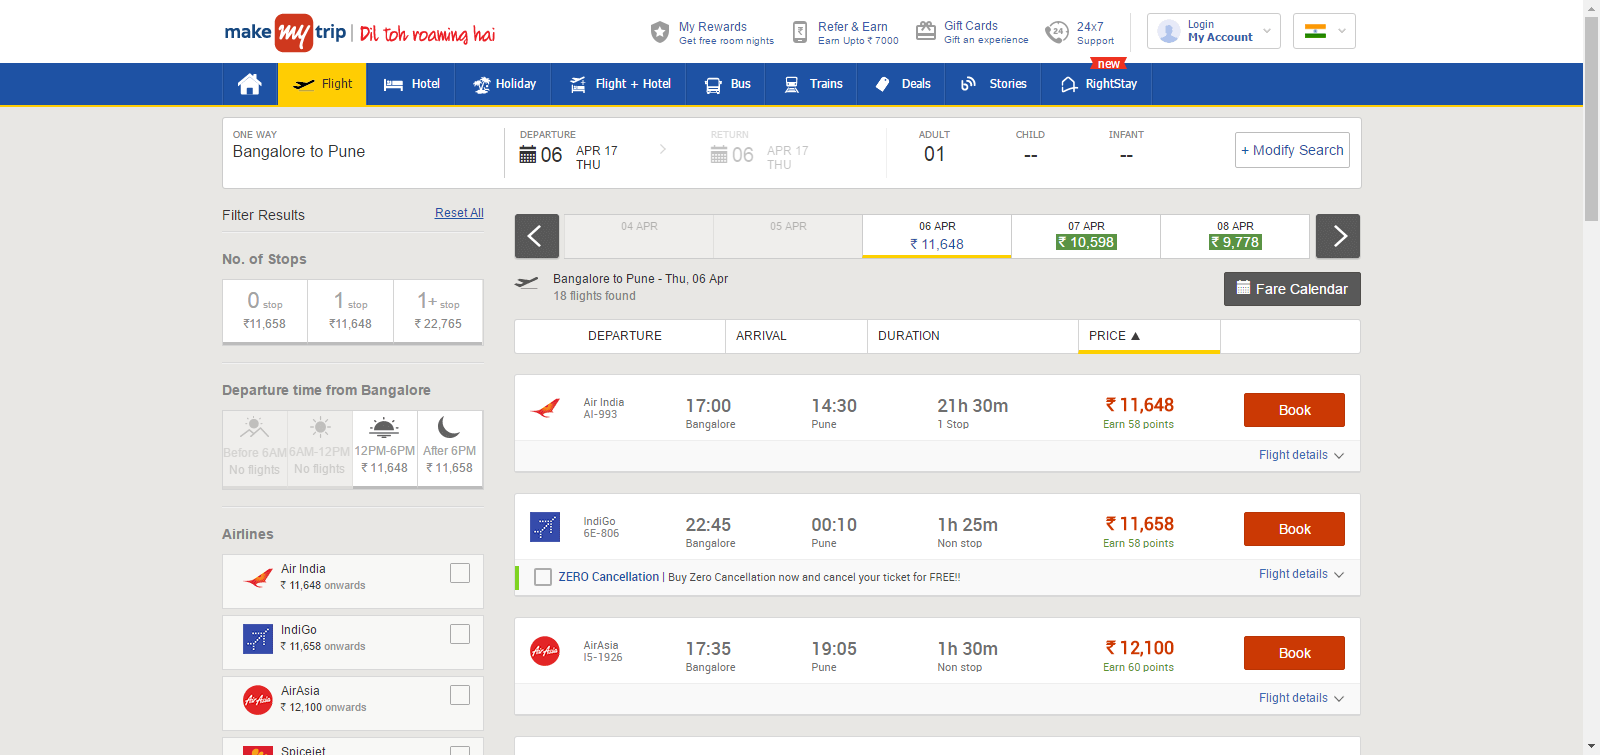 make my trip | Dil toh roaming hai
My Rewards
Get free room nights
Refer & Earn
Earn Upto ₹ 7000
Gift Cards
Gift an experience
24
24x7
Support
Login
My Account
Flight
Hotel
Holiday
Flight + Hotel
Bus
Trains
Deals
Stories
new
RightStay
ONE WAY
Bangalore to Pune
DEPARTURE
06 APR 17
THU
RETURN
06 APR 17
THU
ADULT
01
CHILD
--
INFANT
--
+ Modify Search
Filter Results
Reset All
No. of Stops
0 stop
₹11,658
1 stop
₹11,648
1+ stop
₹ 22,765
Departure time from Bangalore
Before 6AM
No flights
6AM-12PM
No flights
12PM-6PM
₹ 11,648
After 6PM
₹ 11,658
Airlines
Air India
₹ 11,648 onwards
IndiGo
₹ 11,658 onwards
AirAsia
AirAsia
₹ 12,100 onwards
Spicejet
04 APR
05 APR
06 APR
₹ 11,648
07 APR
₹ 10,598
08 APR
₹ 9,778
Bangalore to Pune - Thu, 06 Apr
18 flights found
Fare Calendar
DEPARTURE
ARRIVAL
DURATION
PRICE ▲
Air India
AI-993
17:00
Bangalore
14:30
Pune
21h 30m
1 Stop
₹ 11,648
Earn 58 points
Book
Flight details
IndiGo
6E-806
22:45
Bangalore
00:10
Pune
1h 25m
Non stop
₹ 11,658
Earn 58 points
Book
ZERO Cancellation | Buy Zero Cancellation now and cancel your ticket for FREE!!
Flight details
AirAsia
AirAsia
I5-1926
17:35
Bangalore
19:05
Pune
1h 30m
Non stop
₹ 12,100
Earn 60 points
Book
Flight details